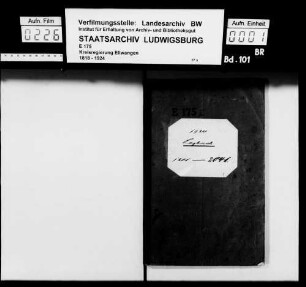 Aufn. Film
0226
Verfilmungsstelle: Landesarchiv BW
Institut für Erhaltung von Archiv- und Bibliotheksgut
STAATSARCHIV LUDWIGSBURG
E 175
Kreisregierung Ellwangen
1818 - 1924
Aufn. Einheit
0001
BR
Bd. 101
E 175